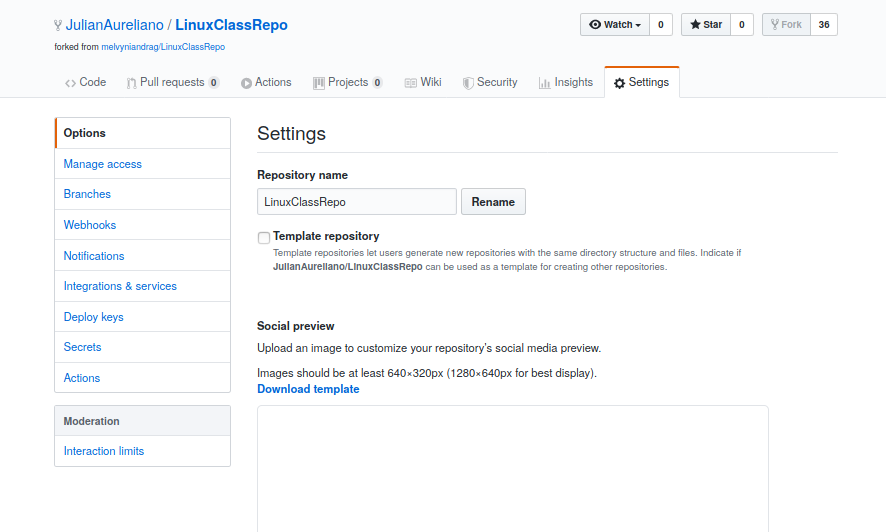 JulianAureliano / LinuxClassRepo
Watch 0 Star 0 Fork 36
forked from melvyniandrag/LinuxClassRepo
Code Pull requests 0 Actions Projects 0 Wiki Security Insights Settings
Options
Manage access
Branches
Webhooks
Notifications
Integrations & services
Deploy keys
Secrets
Actions
Moderation
Interaction limits
Settings
Repository name
LinuxClassRepo Rename
Template repository
Template repositories let users generate new repositories with the same directory structure and files. Indicate if
JulianAureliano/LinuxClassRepo can be used as a template for creating other repositories.
Social preview
Upload an image to customize your repository's social media preview.
Images should be at least 640×320px (1280×640px for best display).
Download template